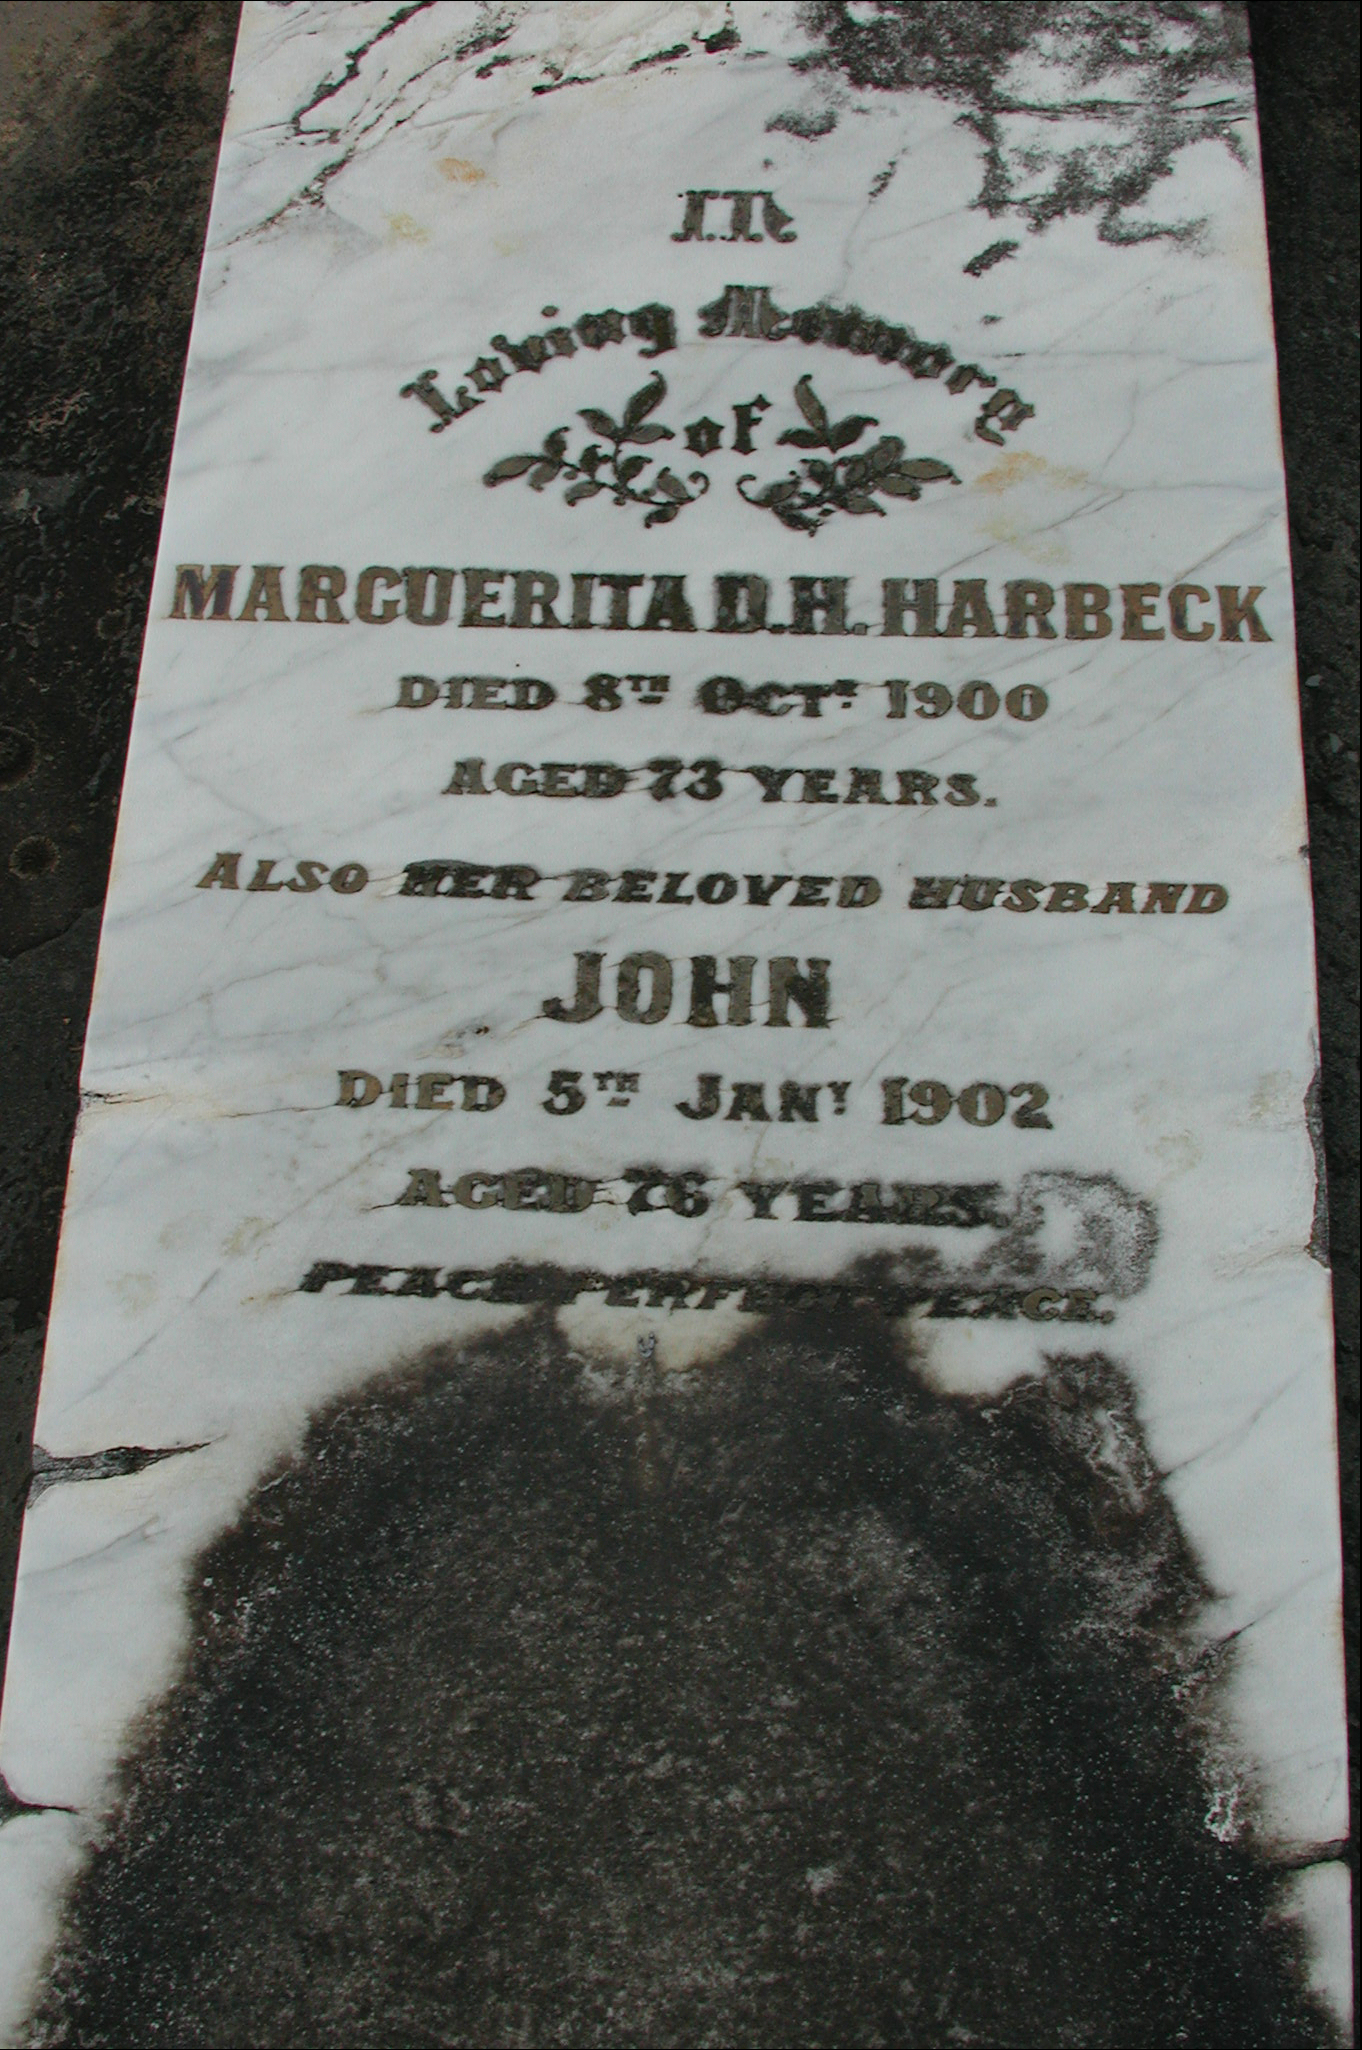 In
Loving Memory
of
MARGUERITA D.H. HARBECK
DIED 8TH OCTR 1900
AGED 73 YEARS.
ALSO HER BELOVED HUSBAND
JOHN
DIED 5TH JANY 1902
AGED 76 YEARS.
PEACE PERFECT PEACE.